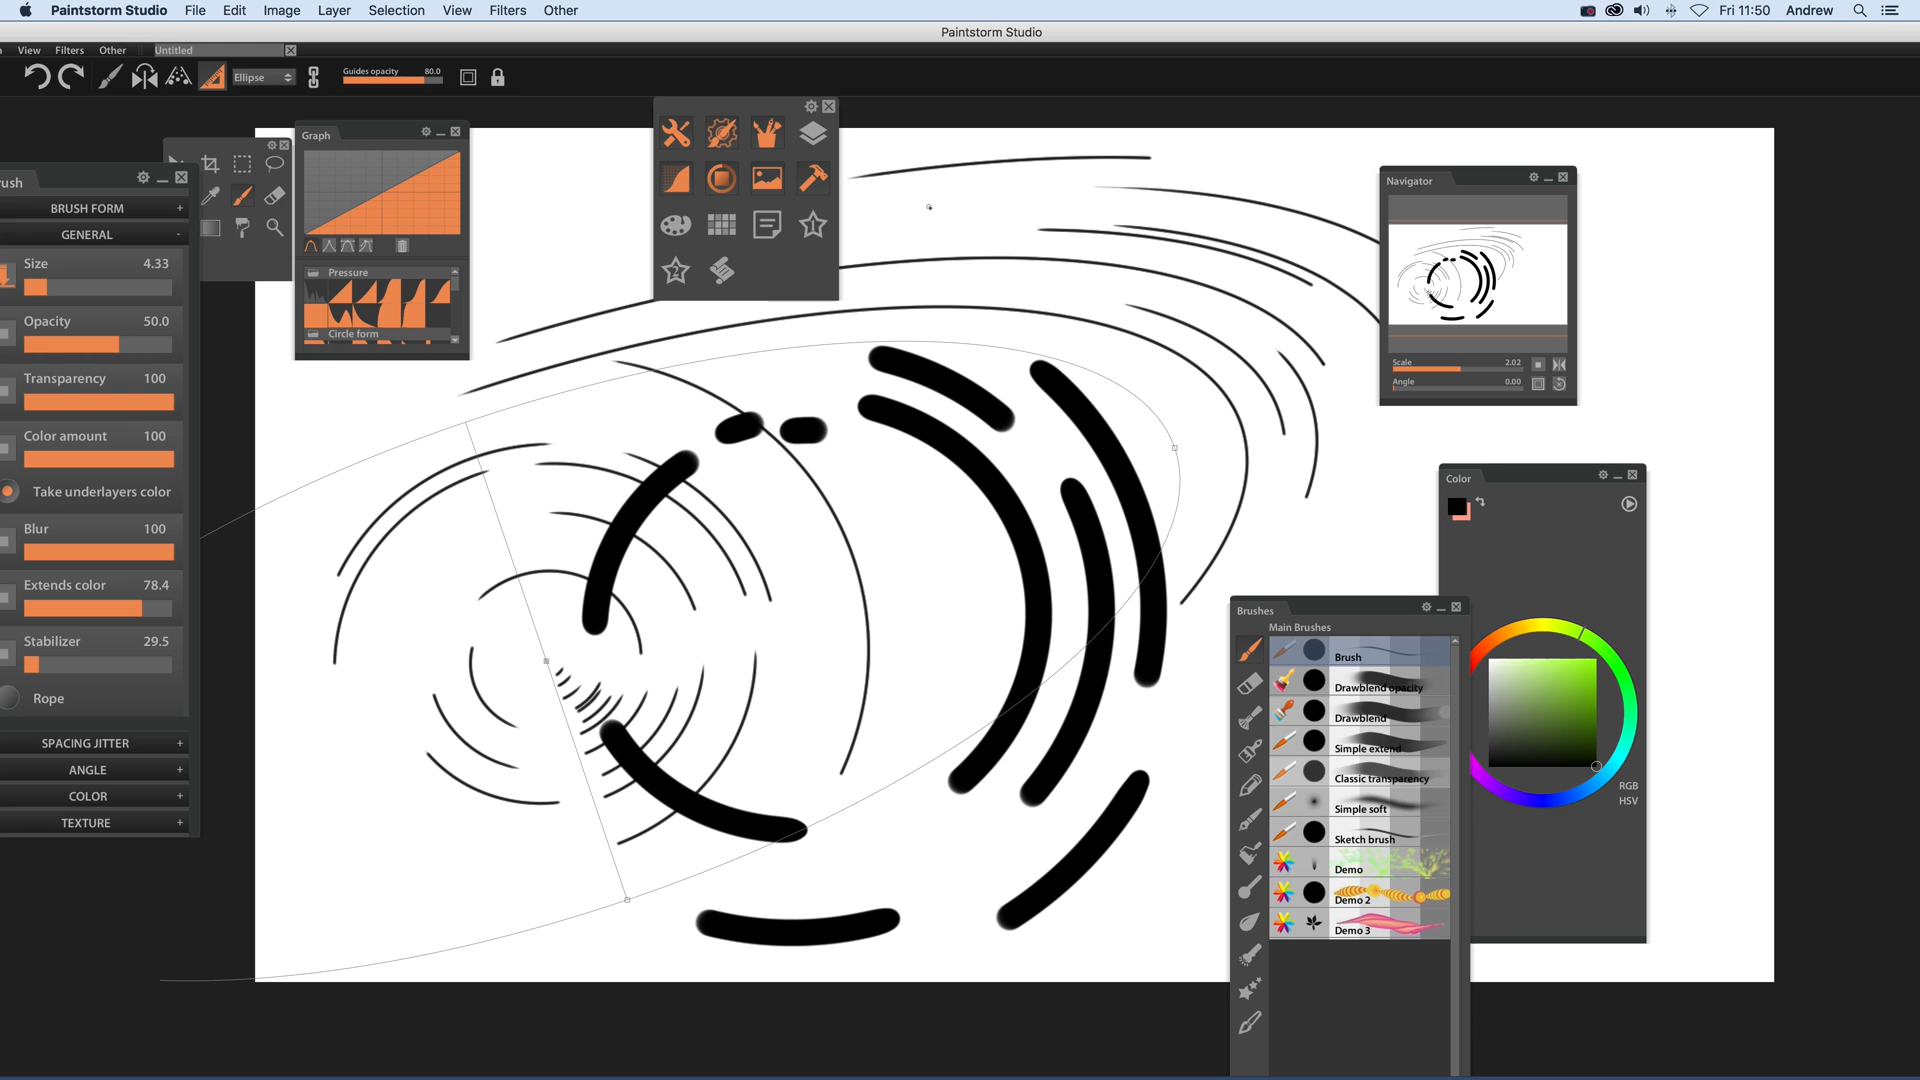 Paintstorm Studio File Edit Image Layer Selection View Filters Other Fri 11:50 Andrew
Paintstorm Studio
View Filters Other Untitled
Ellipse Guides opacity 80.0
Graph
Pressure
Circle form
rush
BRUSH FORM +
GENERAL -
Size 4.33
Opacity 50.0
Transparency 100
Color amount 100
Take underlayers color
Blur 100
Extends color 78.4
Stabilizer 29.5
Rope
SPACING JITTER +
ANGLE +
COLOR +
TEXTURE +
1
2
Navigator
Scale 2.02
Angle 0.00
Color
RGB
HSV
Brushes
Main Brushes
Brush
Drawblend opacity
Drawblend
Simple extend
Classic transparency
Simple soft
Sketch brush
Demo
Demo 2
Demo 3